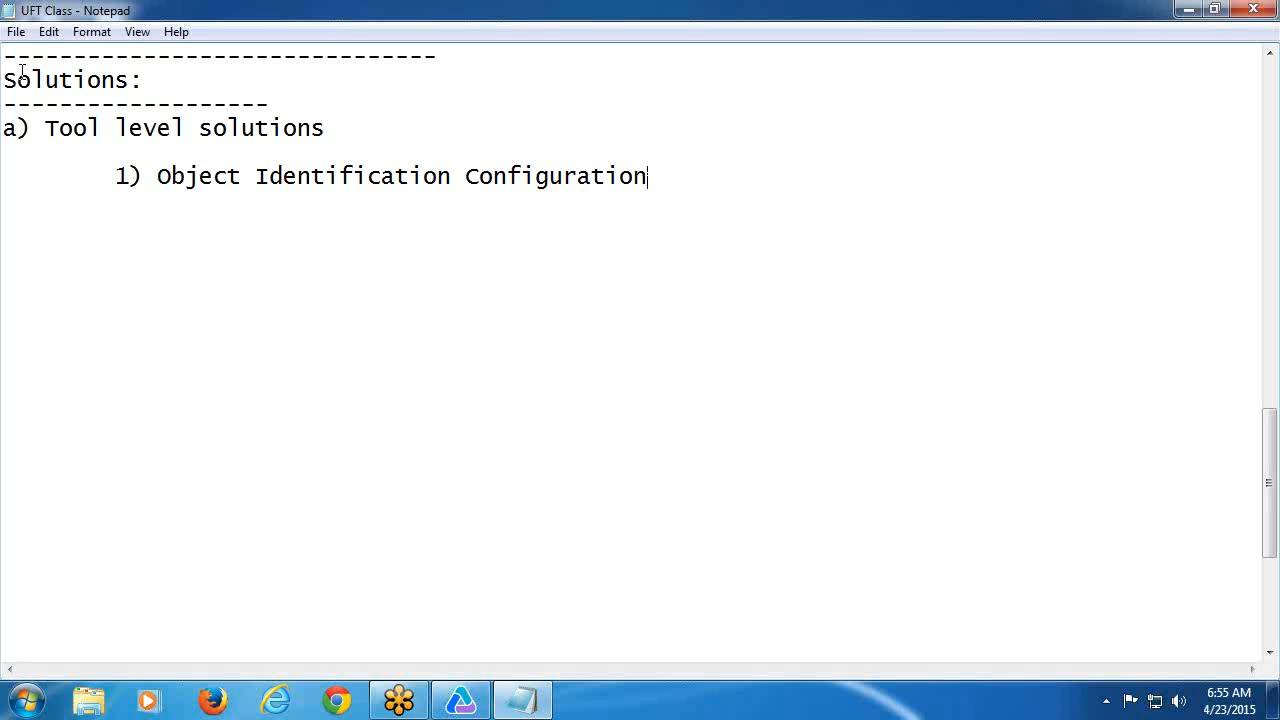 UFT Class - Notepad
File Edit Format View Help
-------------------------------
Solutions:
-------------------
a) Tool level solutions
1) Object Identification Configuration
6:55 AM
4/23/2015